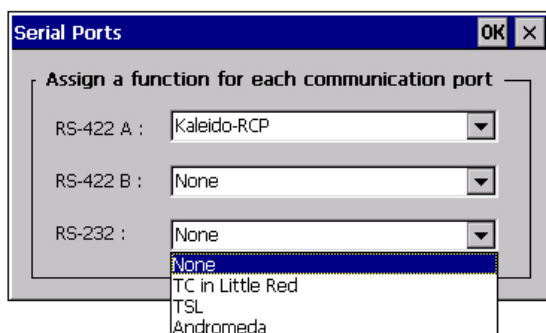 Serial Ports OK
Assign a function for each communication port
RS-422 A : Kaleido-RCP
RS-422 B : None
RS-232 : None
None
TC in Little Red
TSL
Andromeda